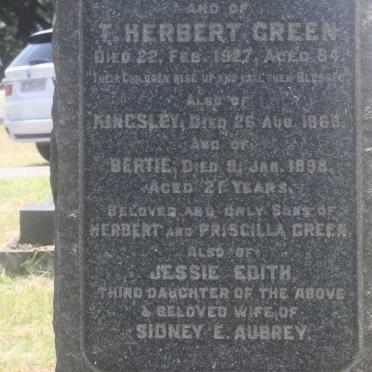 AND OF
T. HERBERT GREEN
DIED 22, FEB. 1927, AGED 84.
THEIR CHILDREN RISE UP AND CALL THEM BLESSED
ALSO OF
KINGSLEY, DIED 26 AUG. 1868.
AND OF
BERTIE, DIED 9, JAN. 1898,
AGED 21 YEARS.
BELOVED AND ONLY SONS OF
HERBERT AND PRISCILLA GREEN
ALSO OF
JESSIE EDITH,
THIRD DAUGHTER OF THE ABOVE
& BELOVED WIFE OF
SIDNEY E. AUBREY.